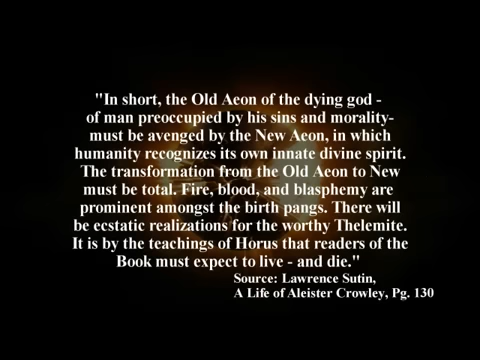 "In short, the Old Aeon of the dying god -
of man preoccupied by his sins and morality-
must be avenged by the New Aeon, in which
humanity recognizes its own innate divine spirit.
The transformation from the Old Aeon to New
must be total. Fire, blood, and blasphemy are
prominent amongst the birth pangs. There will
be ecstatic realizations for the worthy Thelemite.
It is by the teachings of Horus that readers of the
Book must expect to live - and die."
Source: Lawrence Sutin,
A Life of Aleister Crowley, Pg. 130